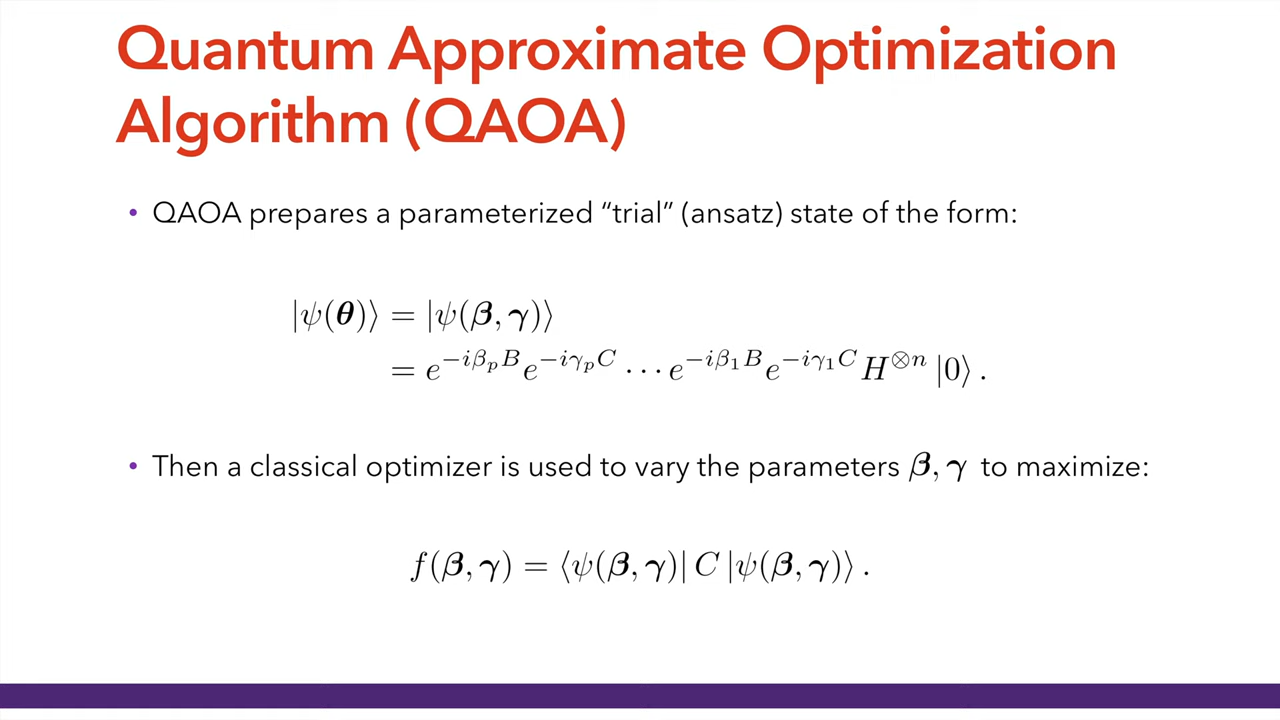 Quantum Approximate Optimization
Algorithm (QAOA)
• QAOA prepares a parameterized “trial” (ansatz) state of the form:
|ψ(𝜽)⟩ = |ψ(𝜷, 𝜸)⟩
= e^{−iβ_p B} e^{−iγ_p C} ⋯ e^{−iβ_1 B} e^{−iγ_1 C} H^{⊗n} |0⟩ .
• Then a classical optimizer is used to vary the parameters 𝜷, 𝜸 to maximize:
f(𝜷, 𝜸) = ⟨ψ(𝜷, 𝜸)| C |ψ(𝜷, 𝜸)⟩ .